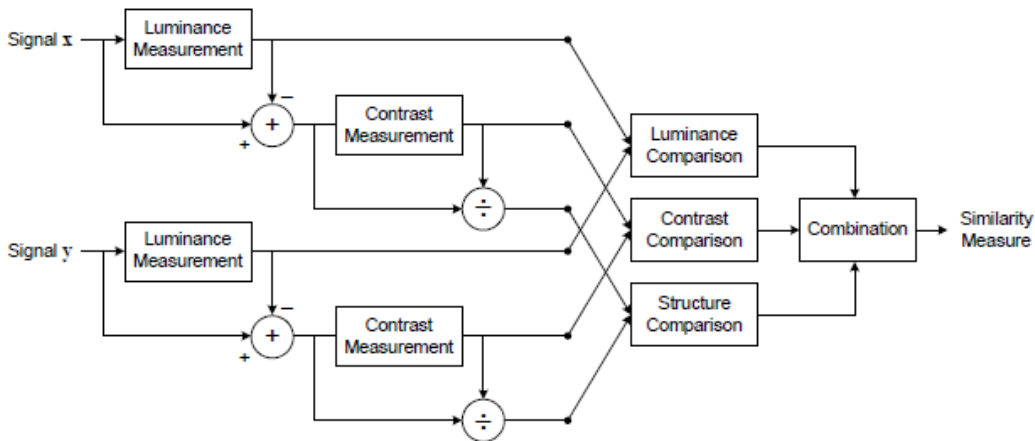 Signal x
Luminance
Measurement
−
+
+
Contrast
Measurement
÷
Luminance
Comparison
Signal y
Luminance
Measurement
−
+
+
Contrast
Measurement
÷
Contrast
Comparison
Structure
Comparison
Combination
Similarity
Measure